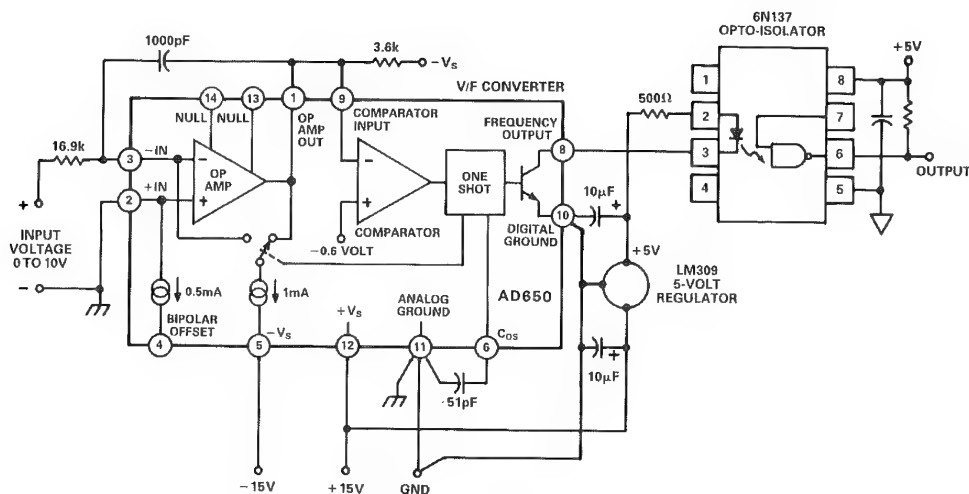 6N137
OPTO-ISOLATOR
+5V
1000pF
3.6k
−VS
V/F CONVERTER
14
13
1
9
NULL
NULL
OP
AMP
OUT
COMPARATOR
INPUT
FREQUENCY
OUTPUT
8
1
2
3
4
8
7
6
5
500Ω
OUTPUT
16.9k
3
−IN
2
+IN
−
+
OP
AMP
−
+
COMPARATOR
−0.6 VOLT
ONE
SHOT
10
DIGITAL
GROUND
10μF
+
+5V
LM309
5-VOLT
REGULATOR
+
INPUT
VOLTAGE
0 TO 10V
−
0.5mA
1mA
BIPOLAR
OFFSET
−VS
+VS
ANALOG
GROUND
AD650
COS
4
5
12
11
6
51pF
10μF
+
−15V
+15V
GND